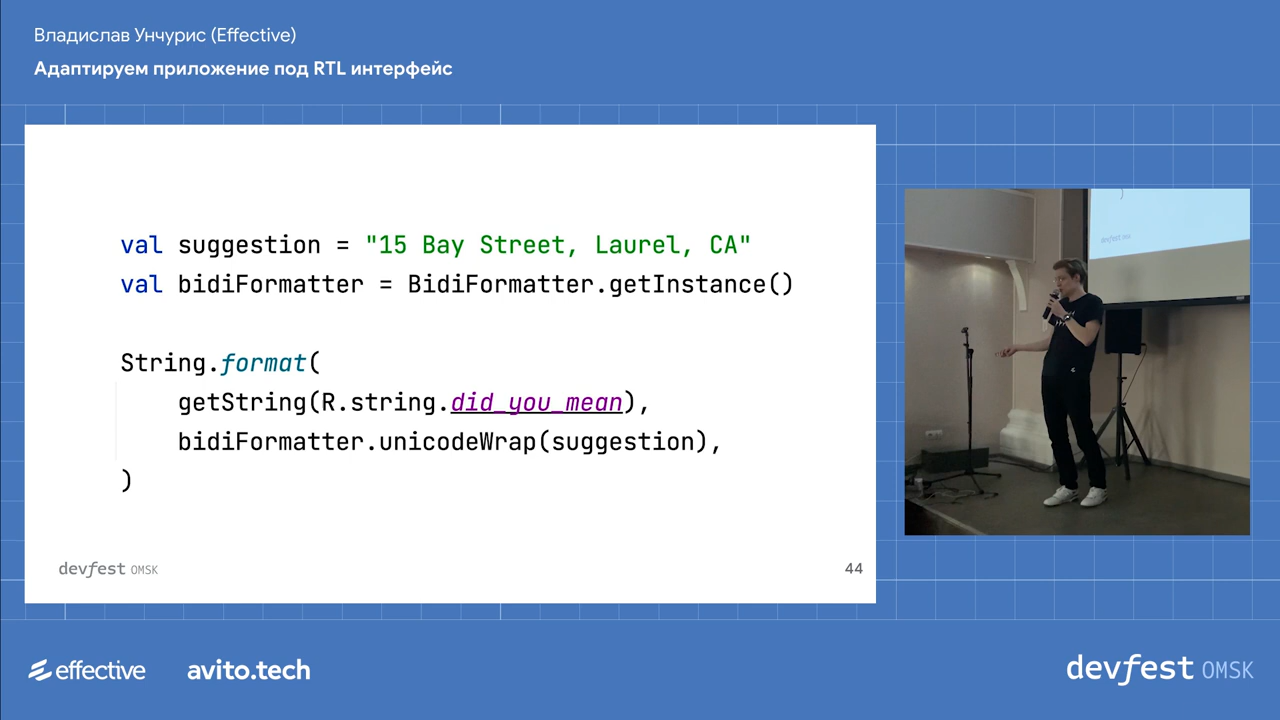 Владислав Унчурис (Effective)
Адаптируем приложение под RTL интерфейс
val suggestion = "15 Bay Street, Laurel, CA"
val bidiFormatter = BidiFormatter.getInstance()
String.format(
getString(R.string.did_you_mean),
bidiFormatter.unicodeWrap(suggestion),
)
devfest OMSK
44
effective
avito.tech
devfest OMSK